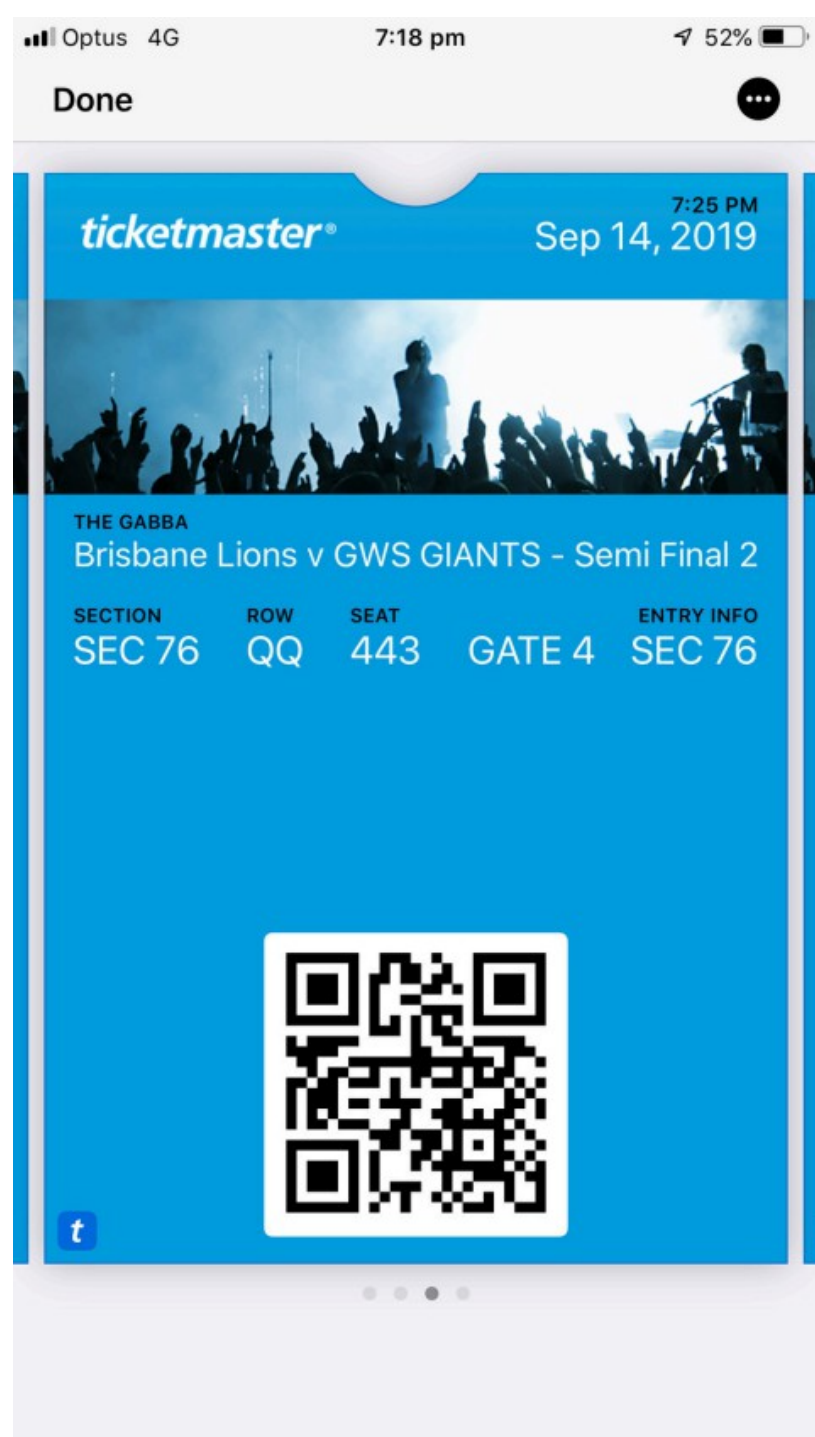 Optus 4G 7:18 pm 52%
Done
7:25 PM
ticketmaster® Sep 14, 2019
THE GABBA
Brisbane Lions v GWS GIANTS - Semi Final 2
SECTION ROW SEAT ENTRY INFO
SEC 76 QQ 443 GATE 4 SEC 76
t